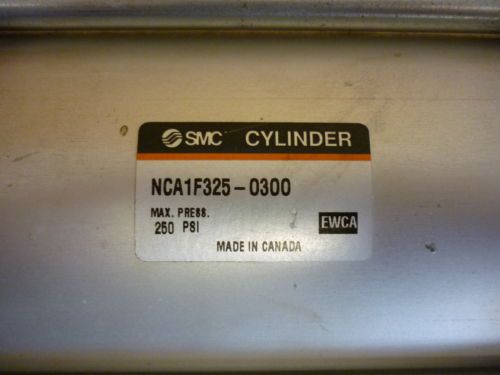 SMC CYLINDER
NCA1F325-0300
MAX. PRESS.
250 PSI
EWCA
MADE IN CANADA